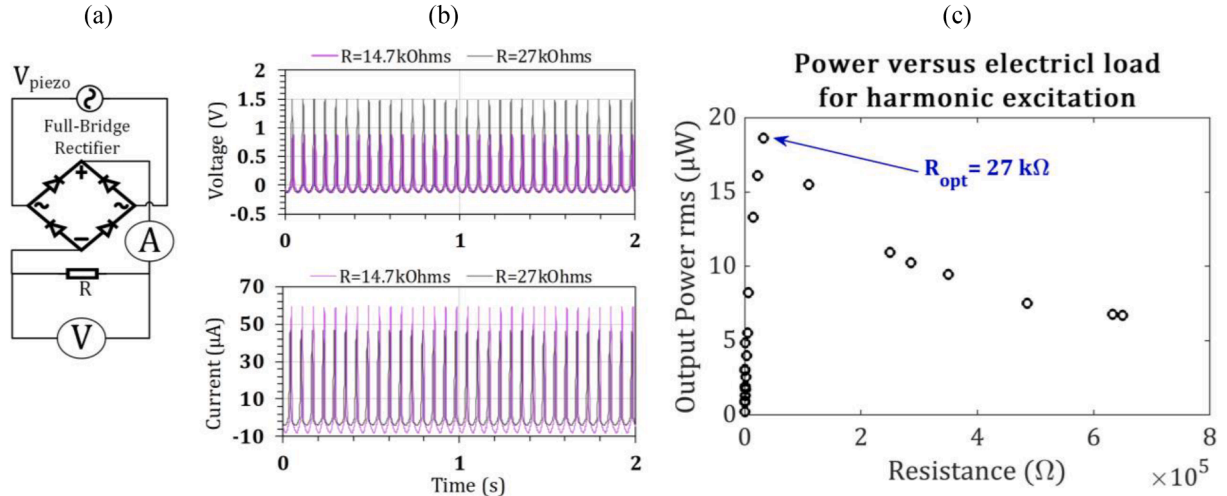 (a)
(b)
(c)
V_piezo
Full-Bridge
Rectifier
+
~
~
−
A
R
V
R=14.7kOhms R=27kOhms
Voltage (V)
2
1.5
1
0.5
0
-0.5
0 1 2
R=14.7kOhms R=27kOhms
Current (µA)
70
50
30
10
-10
0 1 2
Time (s)
Power versus electricl load
for harmonic excitation
Output Power rms (µW)
20
15
10
5
0
R_opt= 27 kΩ
0 2 4 6 8
Resistance (Ω) ×10^5